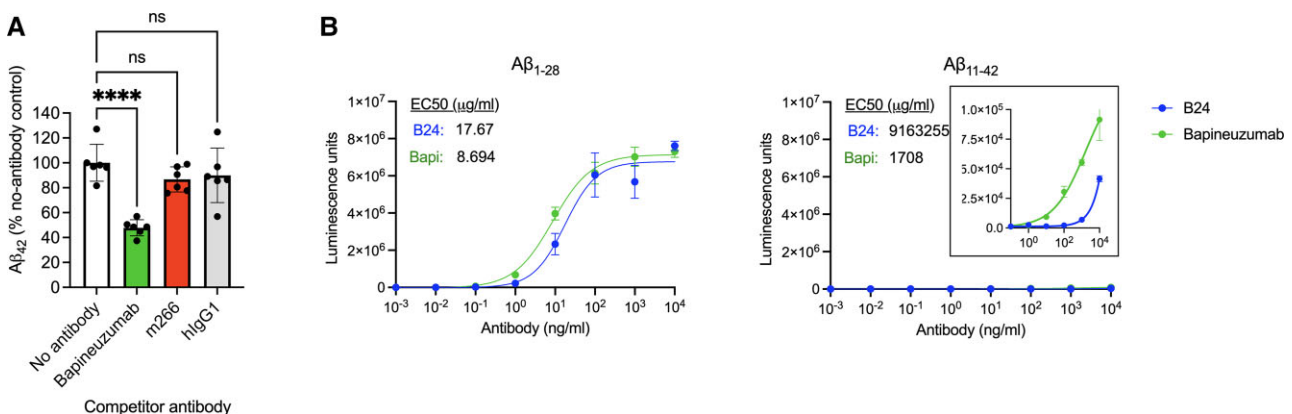 A
ns
ns
****
Aβ42 (% no-antibody control)
140
120
100
80
60
40
20
0
No antibody
Bapineuzumab
m266
hIgG1
Competitor antibody
B
Aβ1-28
EC50 (µg/ml)
B24: 17.67
Bapi: 8.694
Luminescence units
1×10^7
8×10^6
6×10^6
4×10^6
2×10^6
0
10^-3 10^-2 10^-1 10^0 10^1 10^2 10^3 10^4
Antibody (ng/ml)
Aβ11-42
EC50 (µg/ml)
B24: 9163255
Bapi: 1708
Luminescence units
1×10^7
8×10^6
6×10^6
4×10^6
2×10^6
0
10^-3 10^-2 10^-1 10^0 10^1 10^2 10^3 10^4
Antibody (ng/ml)
1.0×10^5
7.5×10^4
5.0×10^4
2.5×10^4
0.0
10^0 10^2 10^4
B24
Bapineuzumab